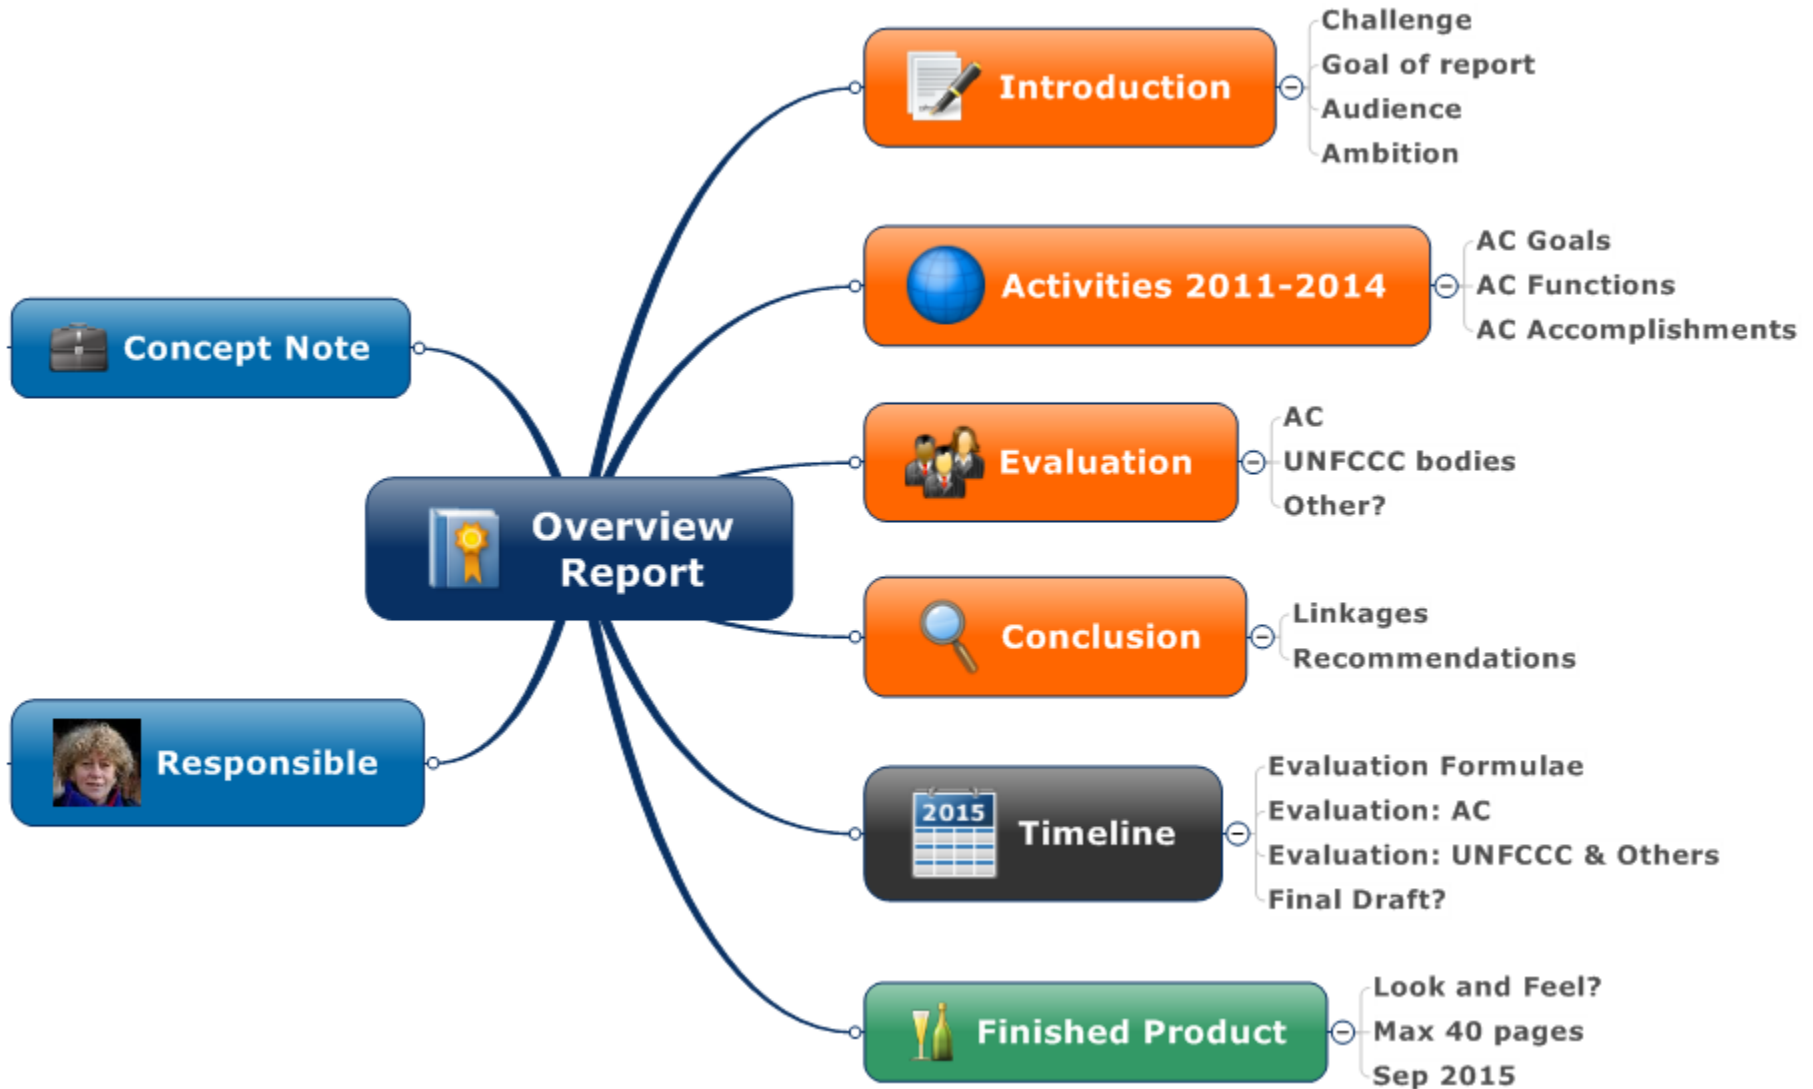 Concept Note
Responsible
Overview
Report
Introduction
Challenge
Goal of report
Audience
Ambition
Activities 2011-2014
AC Goals
AC Functions
AC Accomplishments
Evaluation
AC
UNFCCC bodies
Other?
Conclusion
Linkages
Recommendations
2015
Timeline
Evaluation Formulae
Evaluation: AC
Evaluation: UNFCCC & Others
Final Draft?
Finished Product
Look and Feel?
Max 40 pages
Sep 2015